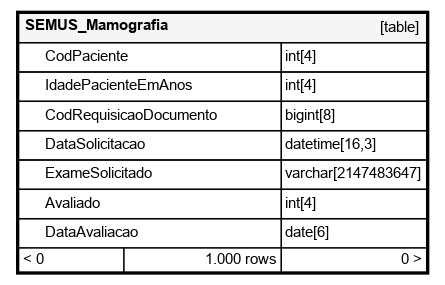 SEMUS_Mamografia [table]
CodPaciente int[4]
IdadePacienteEmAnos int[4]
CodRequisicaoDocumento bigint[8]
DataSolicitacao datetime[16,3]
ExameSolicitado varchar[2147483647]
Avaliado int[4]
DataAvaliacao date[6]
< 0 1.000 rows 0 >